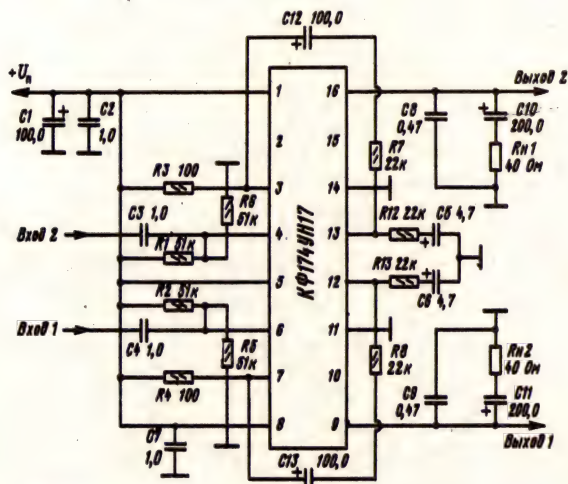 C12 100,0
+Uп
C1 100,0
C2 1,0
1
2
3
4
5
6
7
8
16
15
14
13
12
11
10
9
КФ174УН17
Выход 2
C8 0,47
C10 200,0
Rн1 40 Ом
R7 22к
R3 100
R6 51к
C3 1,0
Вход 2
R1 51к
R2 51к
Вход 1
C4 1,0
R5 51к
R4 100
C7 1,0
R12 22к
C5 4,7
R13 22к
C6 4,7
R8 22к
C9 0,47
Rн2 40 Ом
C11 200,0
Выход 1
C13 100,0